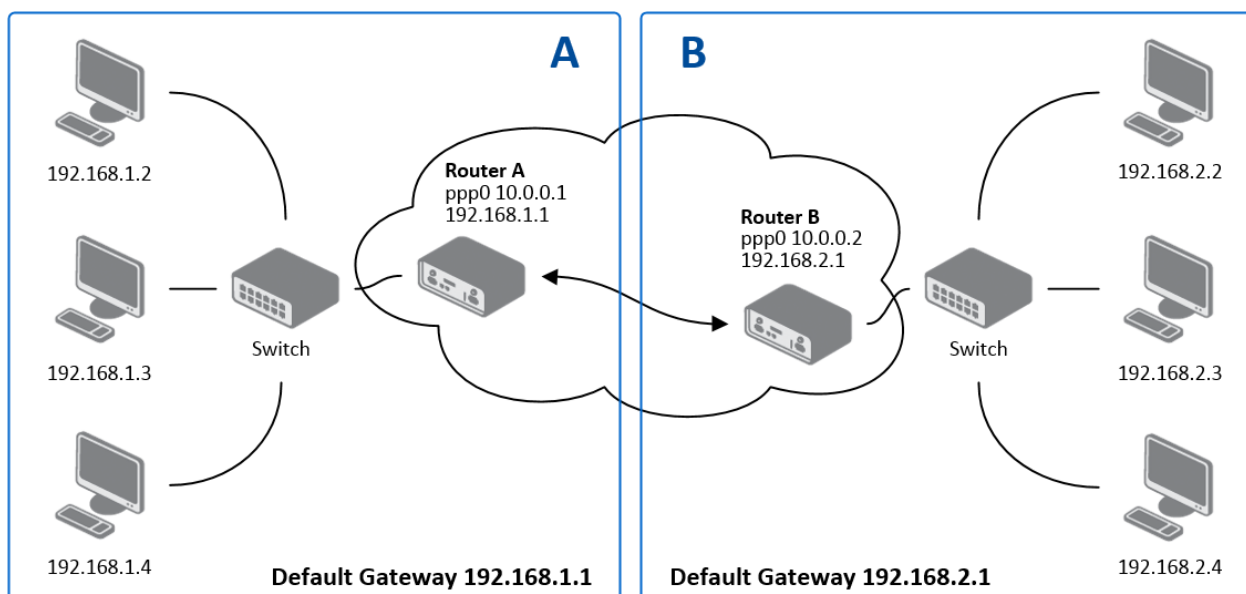 A
B
192.168.1.2
Router A
ppp0 10.0.0.1
192.168.1.1
192.168.2.2
Router B
ppp0 10.0.0.2
192.168.2.1
Switch
Switch
192.168.1.3
192.168.2.3
192.168.1.4
Default Gateway 192.168.1.1
Default Gateway 192.168.2.1
192.168.2.4